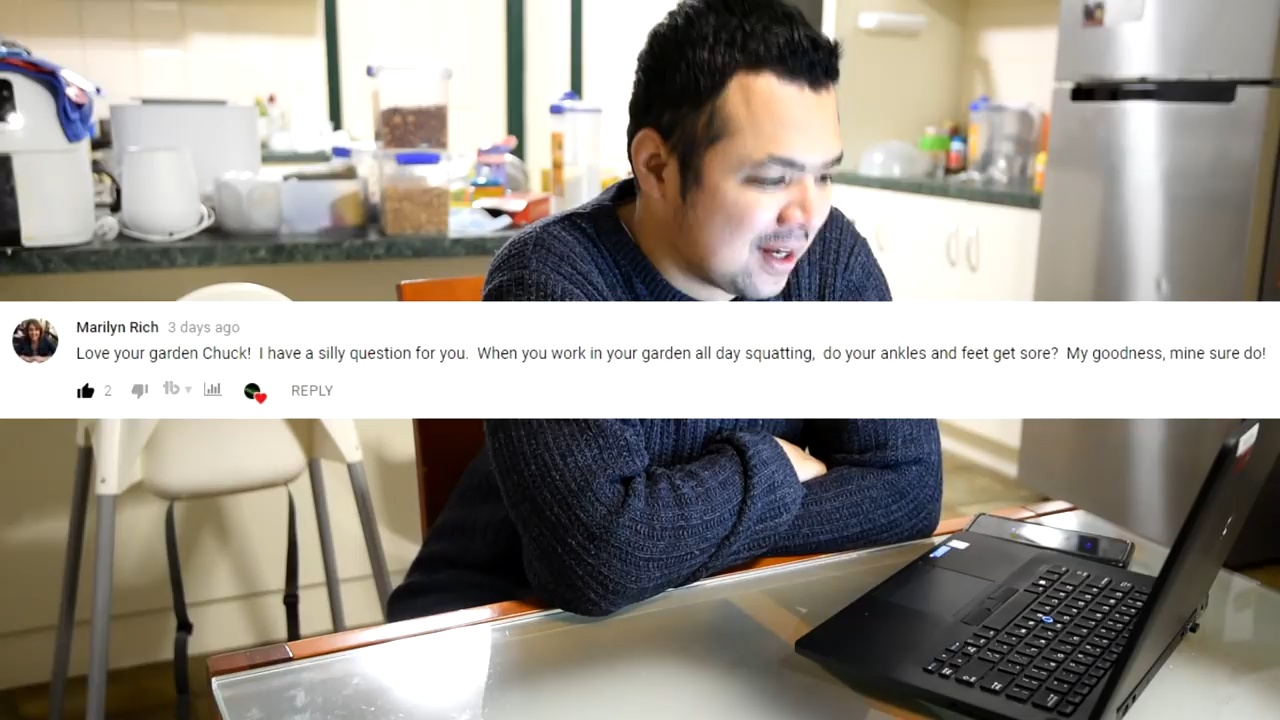 Marilyn Rich 3 days ago
Love your garden Chuck! I have a silly question for you. When you work in your garden all day squatting, do your ankles and feet get sore? My goodness, mine sure do!
2 REPLY